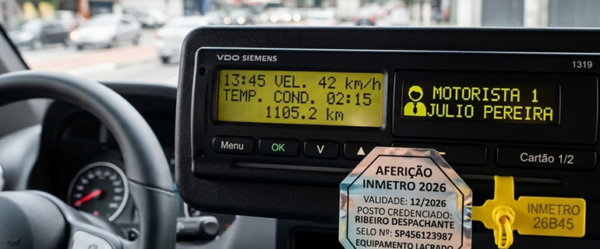 VDO SIEMENS
1319
13:45 VEL. 42 km/h
TEMP. COND. 02:15
1105.2 km
MOTORISTA 1
JULIO PEREIRA
Menu
OK
V
▲
Cartão 1/2
AFERIÇÃO
INMETRO 2026
VALIDADE: 12/2026
POSTO CREDENCIADO:
RIBEIRO DESPACHANTE
SELO Nº: SP456123987
EQUIPAMENTO LACRADO
INMETRO
26B45